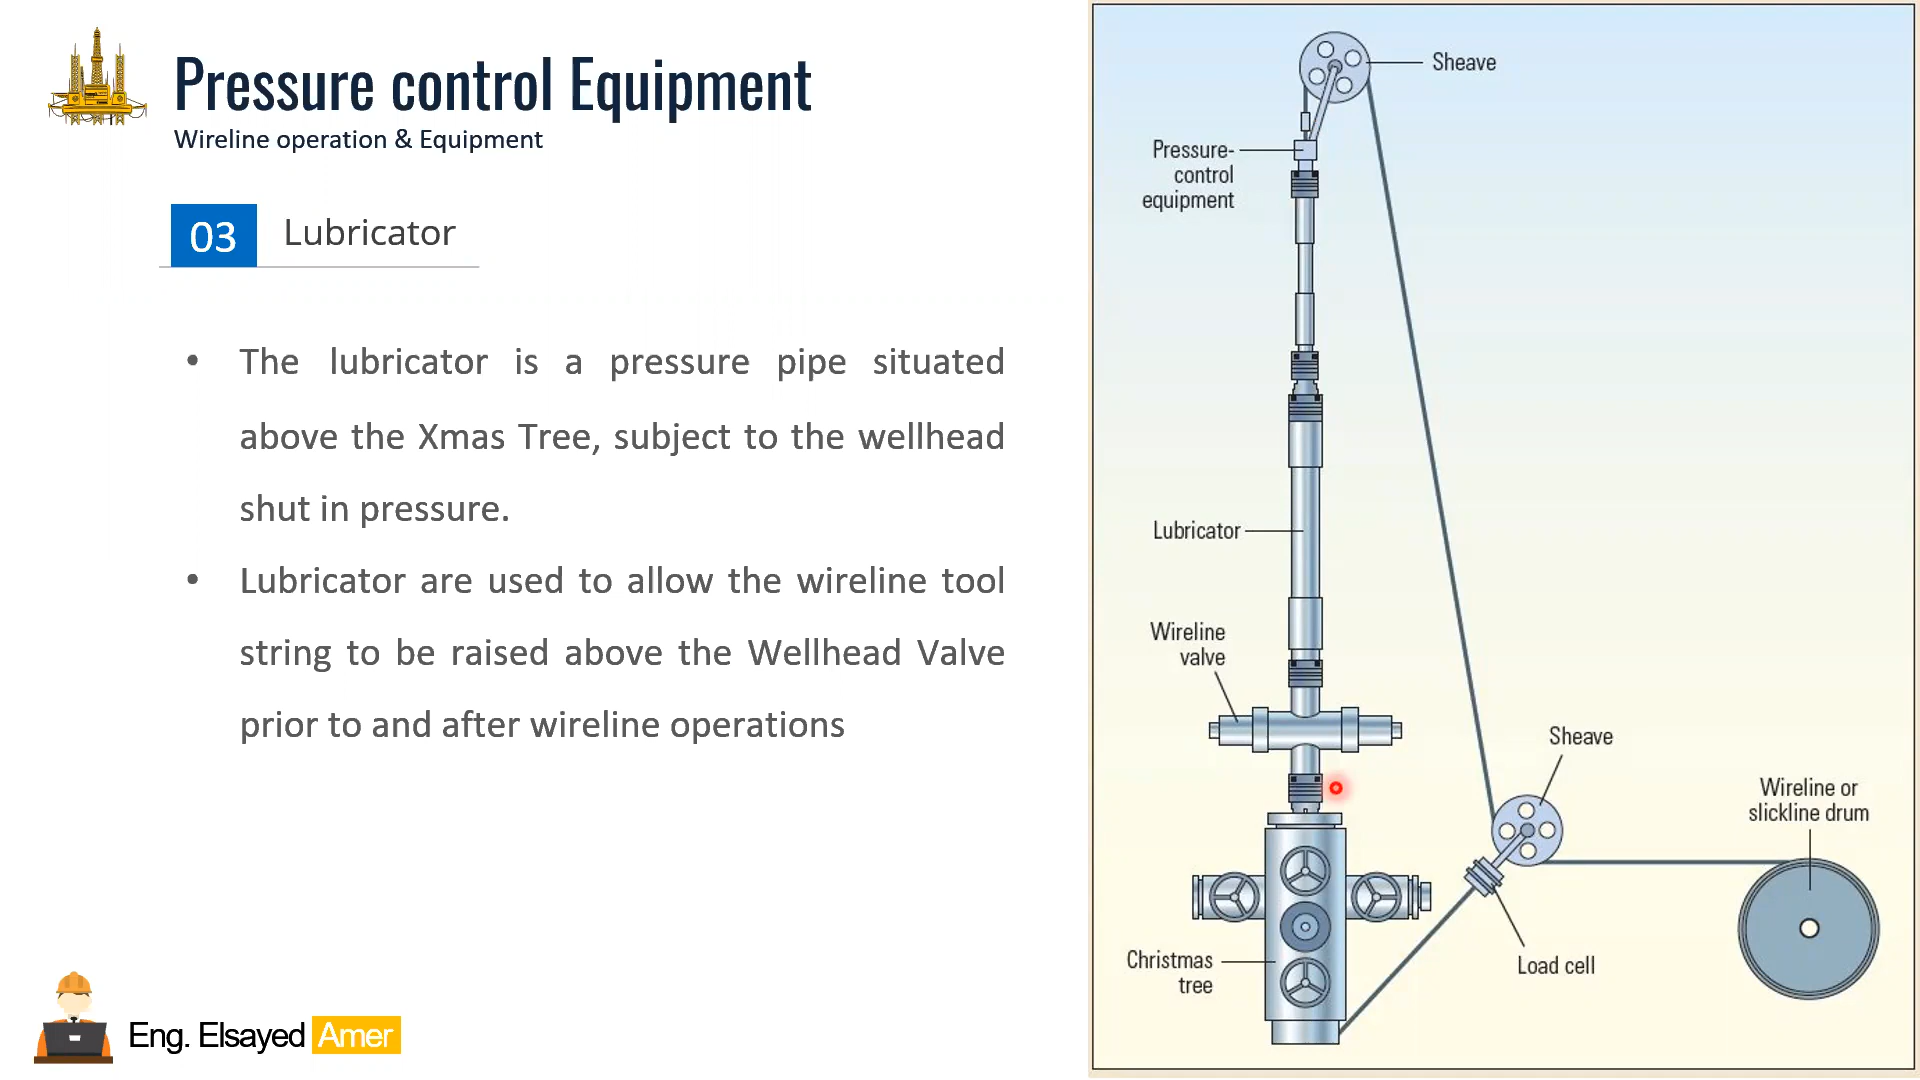 Pressure control Equipment
Wireline operation & Equipment
03 Lubricator
• The lubricator is a pressure pipe situated
above the Xmas Tree, subject to the wellhead
shut in pressure.
• Lubricator are used to allow the wireline tool
string to be raised above the Wellhead Valve
prior to and after wireline operations
Eng. Elsayed Amer
Sheave
Pressure-
control
equipment
Lubricator
Wireline
valve
Sheave
Wireline or
slickline drum
Load cell
Christmas
tree